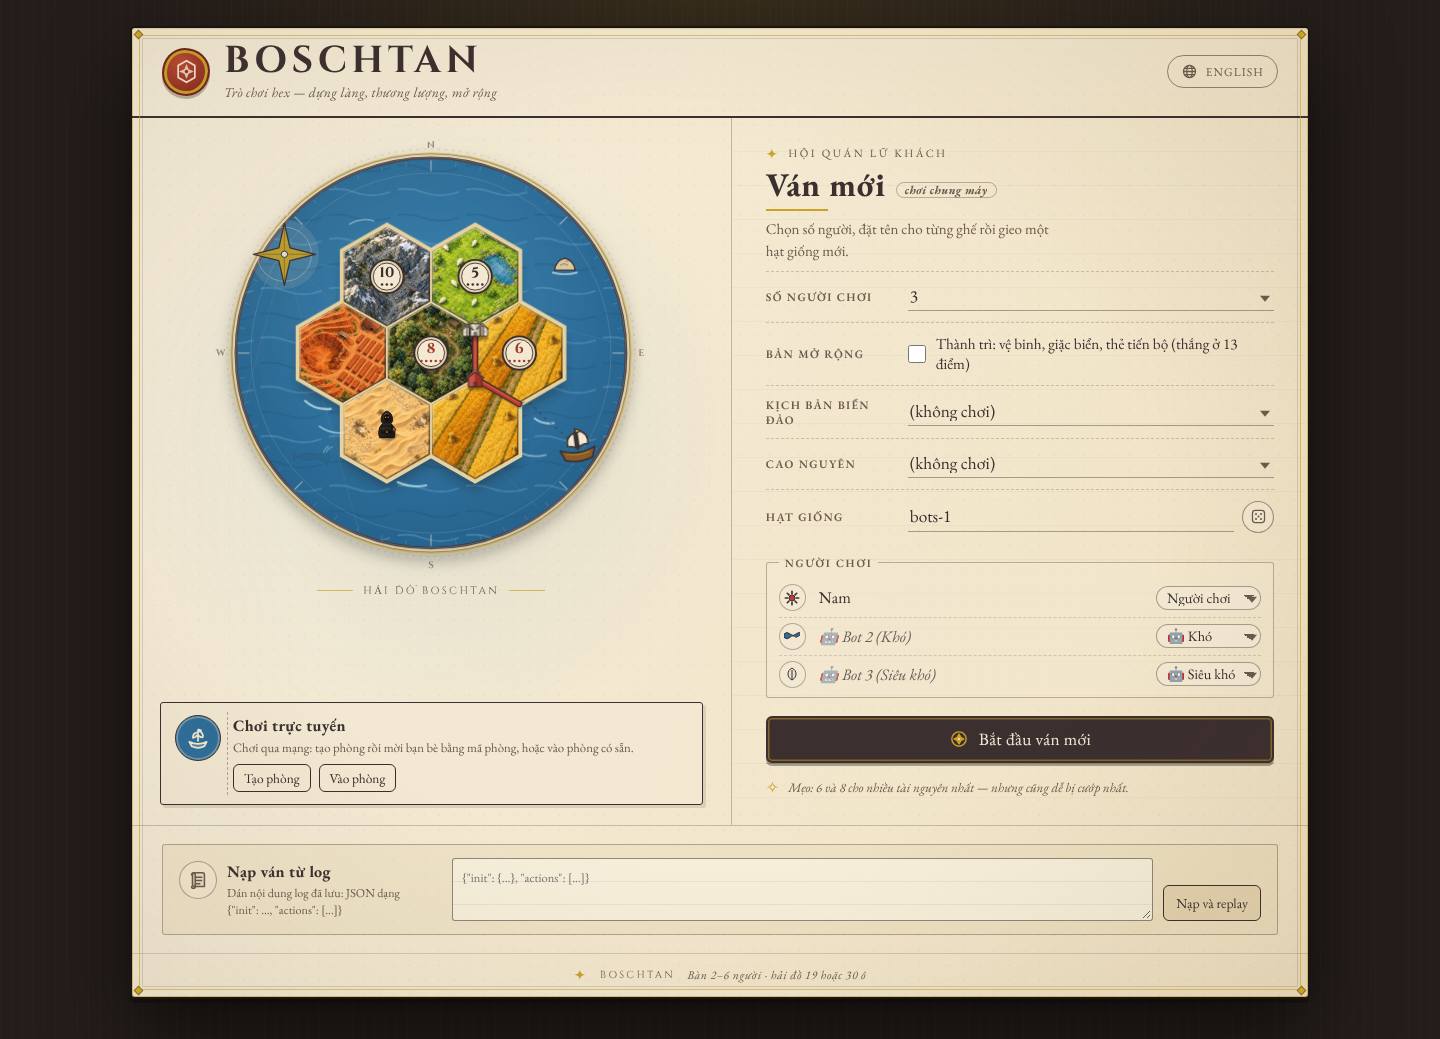 BOSCHTAN
Trò chơi hex — dựng làng, thương lượng, mở rộng
ENGLISH
N
W
E
S
10
5
8
6
HẢI ĐỒ BOSCHTAN
Chơi trực tuyến
Chơi qua mạng: tạo phòng rồi mời bạn bè bằng mã phòng, hoặc vào phòng có sẵn.
Tạo phòng
Vào phòng
HỘI QUÁN LỮ KHÁCH
Ván mới
chơi chung máy
Chọn số người, đặt tên cho từng ghế rồi gieo một
hạt giống mới.
SỐ NGƯỜI CHƠI
3
BẢN MỞ RỘNG
Thành trì: vệ binh, giặc biển, thẻ tiến bộ (thắng ở 13
điểm)
KỊCH BẢN BIỂN
ĐẢO
(không chơi)
CAO NGUYÊN
(không chơi)
HẠT GIỐNG
bots-1
NGƯỜI CHƠI
Nam
Người chơi
🤖 Bot 2 (Khó)
🤖 Khó
🤖 Bot 3 (Siêu khó)
🤖 Siêu khó
Bắt đầu ván mới
Mẹo: 6 và 8 cho nhiều tài nguyên nhất — nhưng cũng dễ bị cướp nhất.
Nạp ván từ log
Dán nội dung log đã lưu: JSON dạng
{"init": ..., "actions": [...]}
{"init": {...}, "actions": [...]}
Nạp và replay
BOSCHTAN Bàn 2–6 người · hải đồ 19 hoặc 30 ô